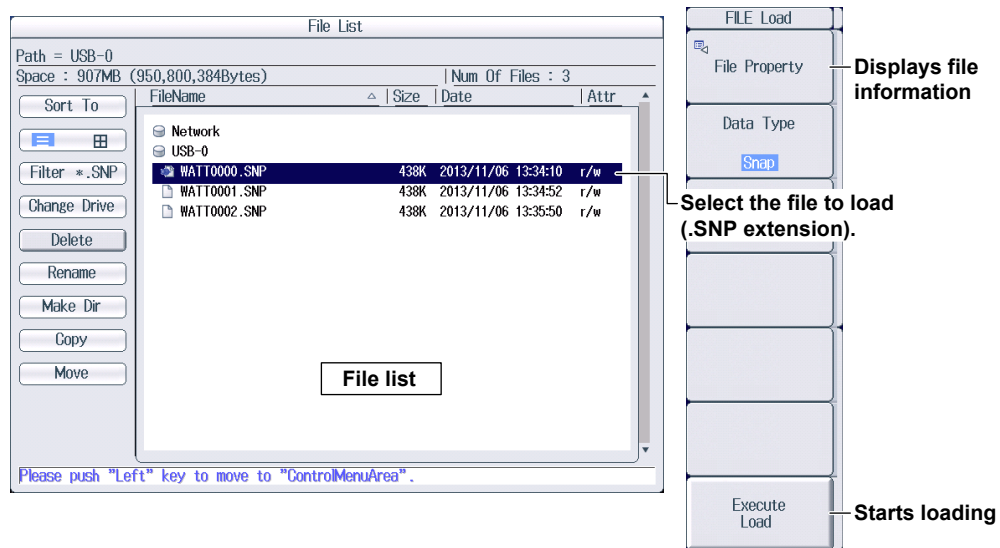 File List
Path = USB-0
Space : 907MB (950,800,384Bytes) Num Of Files : 3
FileName Size Date Attr
Network
USB-0
WATT0000.SNP 438K 2013/11/06 13:34:10 r/w
WATT0001.SNP 438K 2013/11/06 13:34:52 r/w
WATT0002.SNP 438K 2013/11/06 13:35:50 r/w
Sort To
Filter *.SNP
Change Drive
Delete
Rename
Make Dir
Copy
Move
File list
Please push "Left" key to move to "ControlMenuArea".
FILE Load
File Property
Displays file
information
Data Type
Snap
Select the file to load
(.SNP extension).
Execute
Load
Starts loading